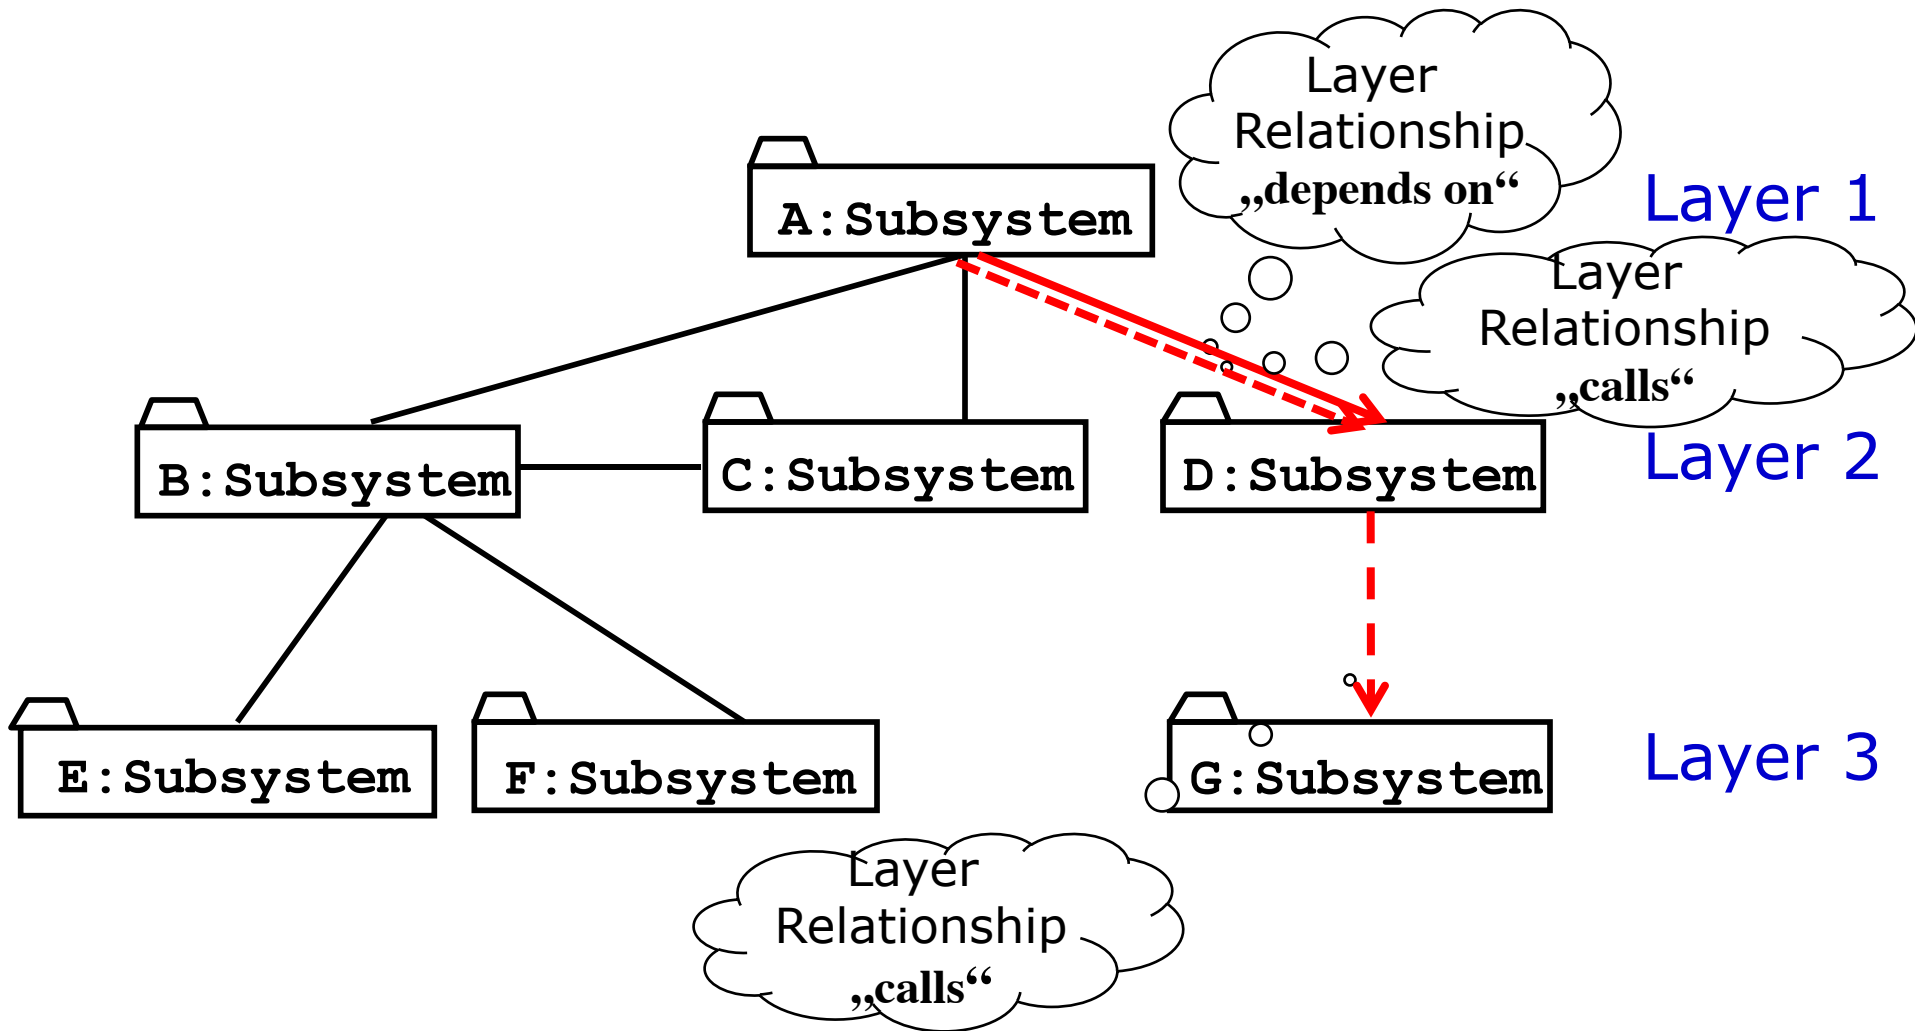 Layer
Relationship
„depends on“
A:Subsystem
Layer 1
Layer
Relationship
„calls“
B:Subsystem
C:Subsystem
D:Subsystem
Layer 2
E:Subsystem
F:Subsystem
G:Subsystem
Layer 3
Layer
Relationship
„calls“